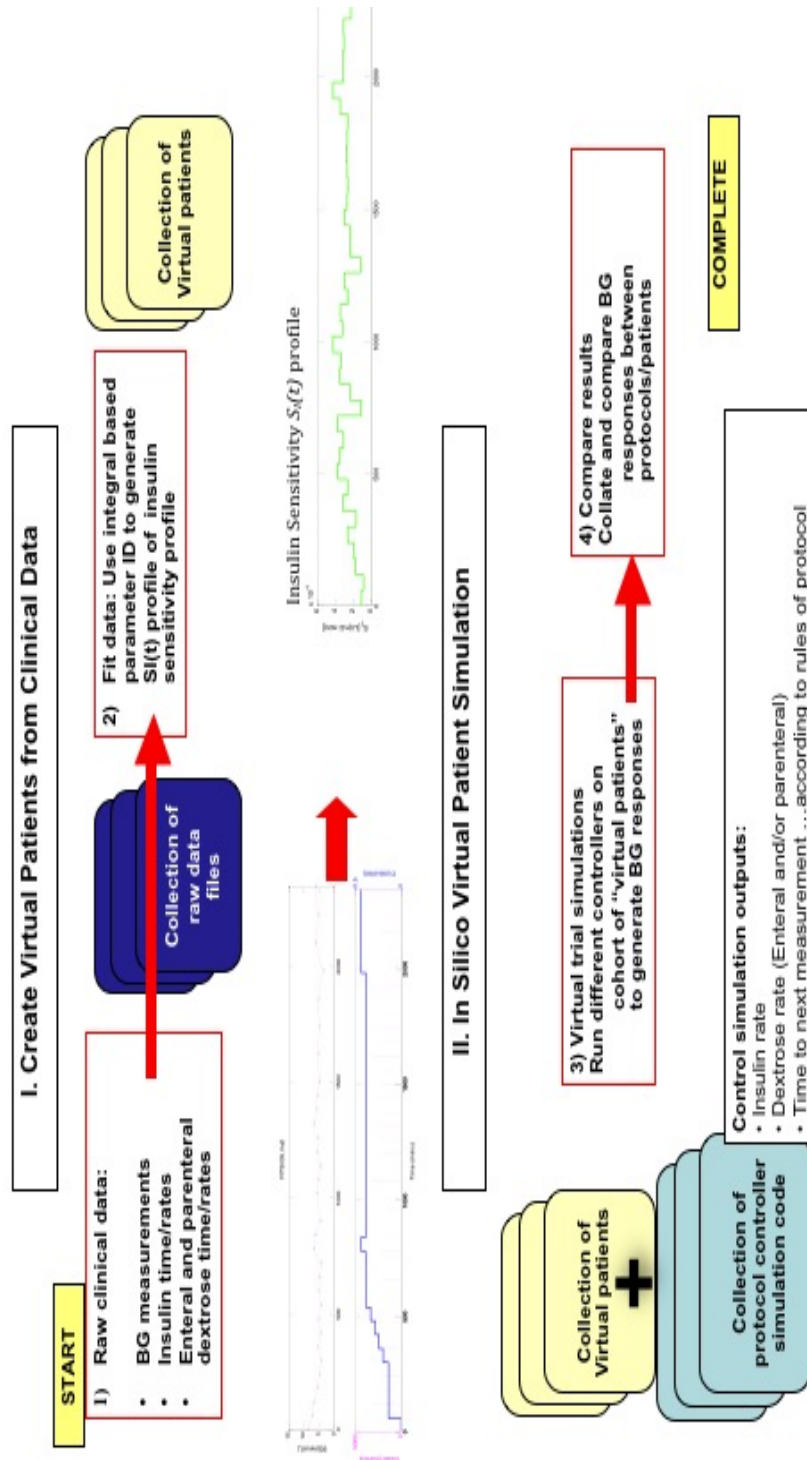 I. Create Virtual Patients from Clinical Data
START
1) Raw clinical data:
• BG measurements
• Insulin time/rates
• Enteral and parenteral
dextrose time/rates
Collection of
raw data
files
2) Fit data: Use integral based
parameter ID to generate
SI(t) profile of insulin
sensitivity profile
Collection of
Virtual patients
Insulin Sensitivity Sᵢ(t) profile
500
1000
1500
2000
II. In Silico Virtual Patient Simulation
Collection of
Virtual patients
+
Collection of
protocol controller
simulation code
3) Virtual trial simulations
Run different controllers on
cohort of “virtual patients”
to generate BG responses
4) Compare results
Collate and compare BG
responses between
protocols/patients
Control simulation outputs:
• Insulin rate
• Dextrose rate (Enteral and/or parenteral)
• Time to next measurement …according to rules of protocol
COMPLETE